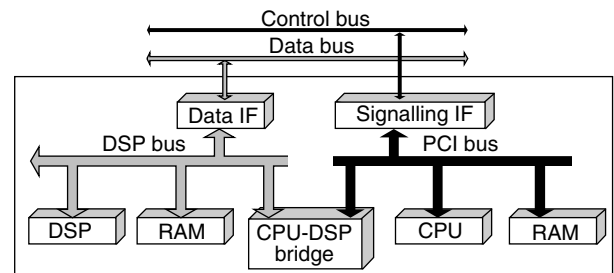 Control bus
Data bus
Data IF
Signalling IF
DSP bus
PCI bus
DSP
RAM
CPU-DSP
bridge
CPU
RAM